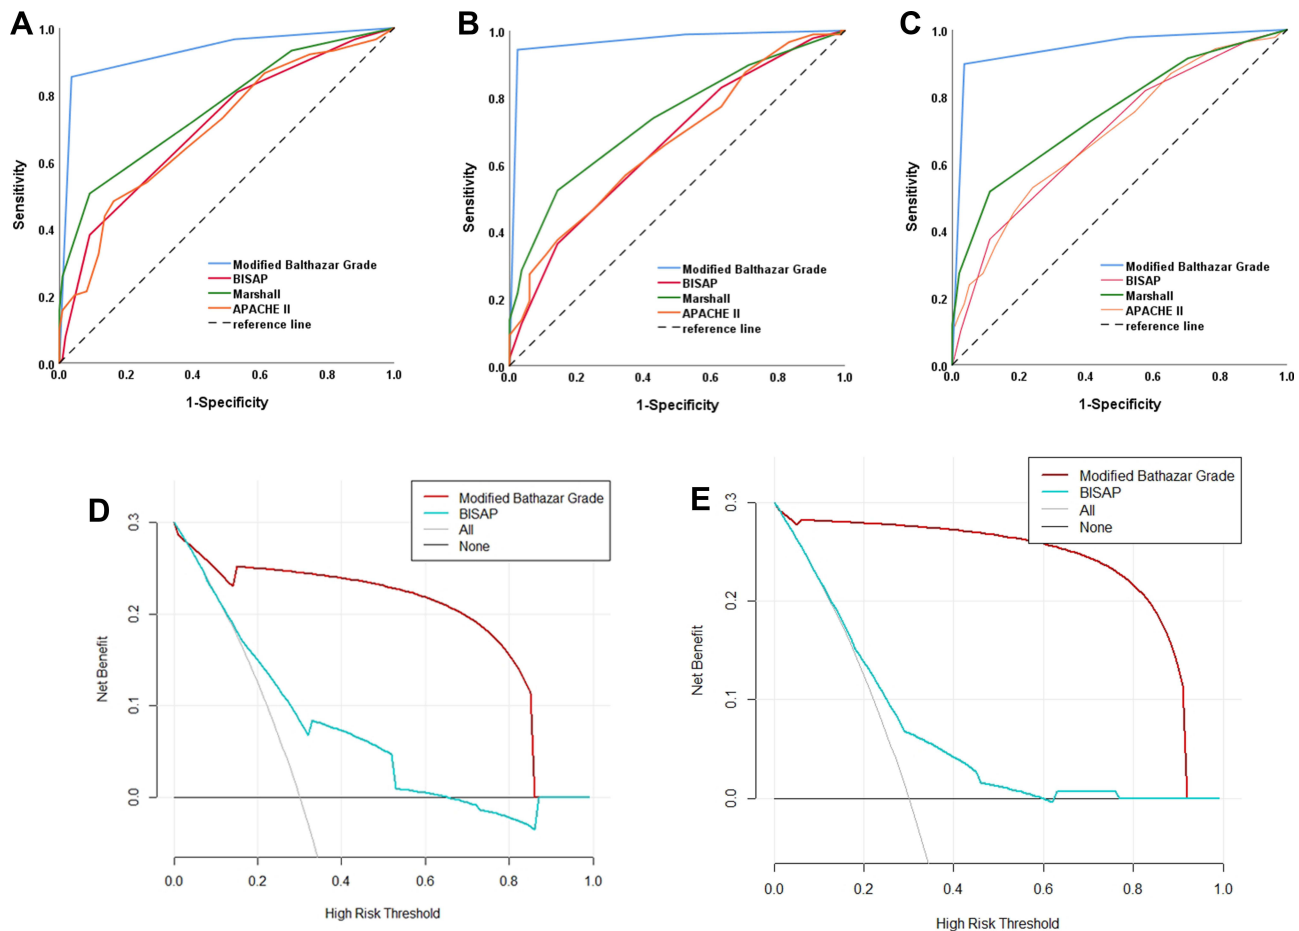 A
1.0
0.8
0.6
0.4
0.2
0.0
Sensitivity
Modified Balthazar Grade
BISAP
Marshall
APACHE II
reference line
0.0 0.2 0.4 0.6 0.8 1.0
1-Specificity
B
1.0
0.8
0.6
0.4
0.2
0.0
Sensitivity
Modified Balthazar Grade
BISAP
Marshall
APACHE II
reference line
0.0 0.2 0.4 0.6 0.8 1.0
1-Specificity
C
1.0
0.8
0.6
0.4
0.2
0.0
Sensitivity
Modified Balthazar Grade
BISAP
Marshall
APACHE II
reference line
0.0 0.2 0.4 0.6 0.8 1.0
1-Specificity
D
Modified Bathazar Grade
BISAP
All
None
0.3
0.2
0.1
0.0
Net Benefit
0.0 0.2 0.4 0.6 0.8 1.0
High Risk Threshold
E
Modified Bathazar Grade
BISAP
All
None
0.3
0.2
0.1
0.0
Net Benefit
0.0 0.2 0.4 0.6 0.8 1.0
High Risk Threshold